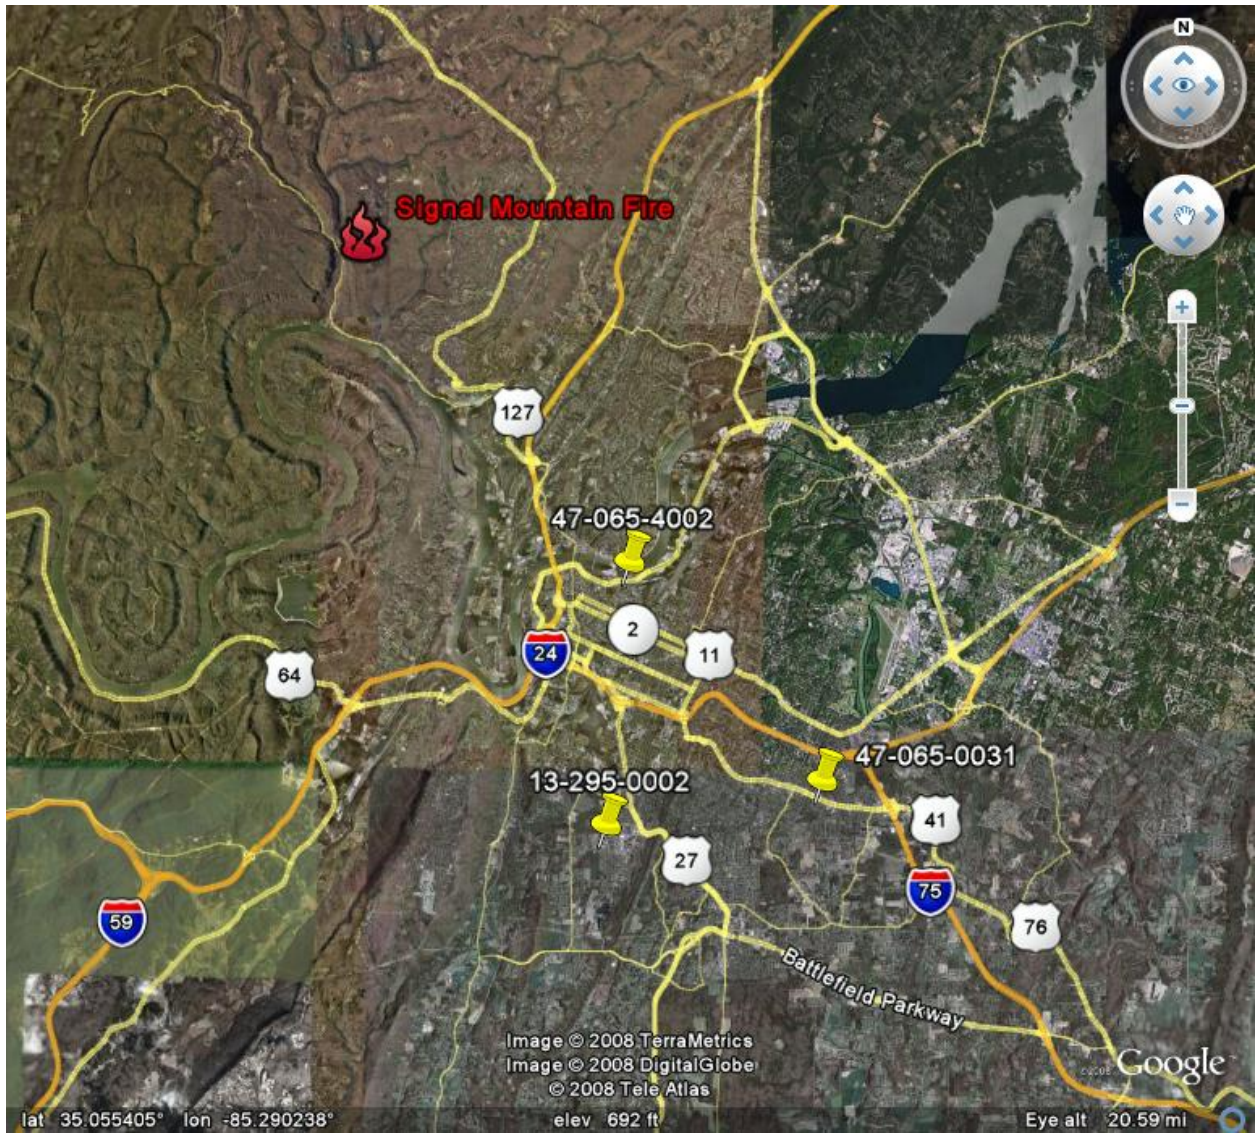 N
Signal Mountain Fire
127
47-065-4002
2
24
11
64
47-065-0031
13-295-0002
41
27
75
59
76
Battlefield Parkway
Image © 2008 TerraMetrics
Image © 2008 DigitalGlobe
© 2008 Tele Atlas
©2008 Google
lat 35.055405° lon -85.290238° elev 692 ft Eye alt 20.59 mi